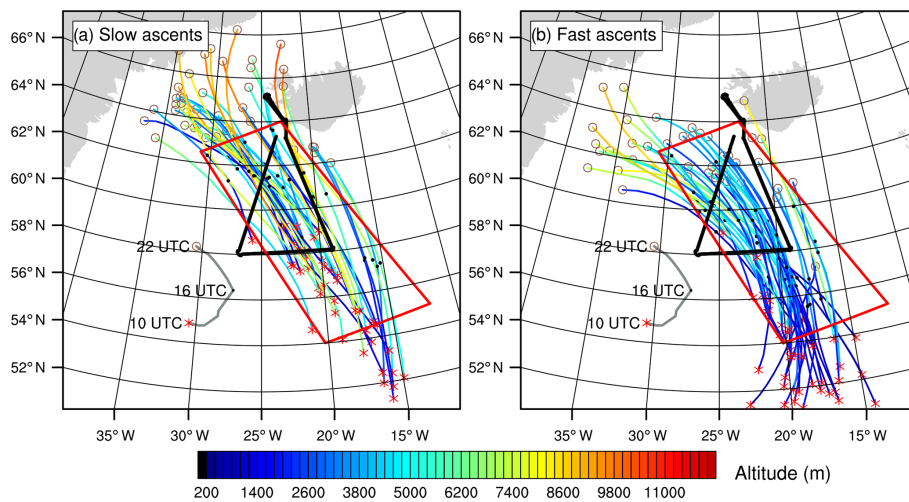 (a) Slow ascents
(b) Fast ascents
66° N
64° N
62° N
60° N
58° N
56° N
54° N
52° N
22 UTC
16 UTC
10 UTC
35° W
30° W
25° W
20° W
15° W
66° N
64° N
62° N
60° N
58° N
56° N
54° N
52° N
22 UTC
16 UTC
10 UTC
35° W
30° W
25° W
20° W
15° W
200 1400 2600 3800 5000 6200 7400 8600 9800 11000
Altitude (m)